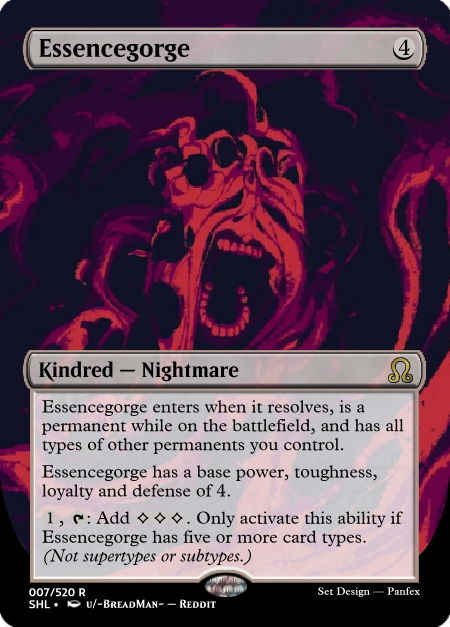 Essencegorge 4
Kindred — Nightmare
Essencegorge enters when it resolves, is a
permanent while on the battlefield, and has all
types of other permanents you control.
Essencegorge has a base power, toughness,
loyalty and defense of 4.
1 , : Add . Only activate this ability if
Essencegorge has five or more card types.
(Not supertypes or subtypes.)
007/520 R
Set Design — Panfex
SHL • u/-BreadMan- — Reddit